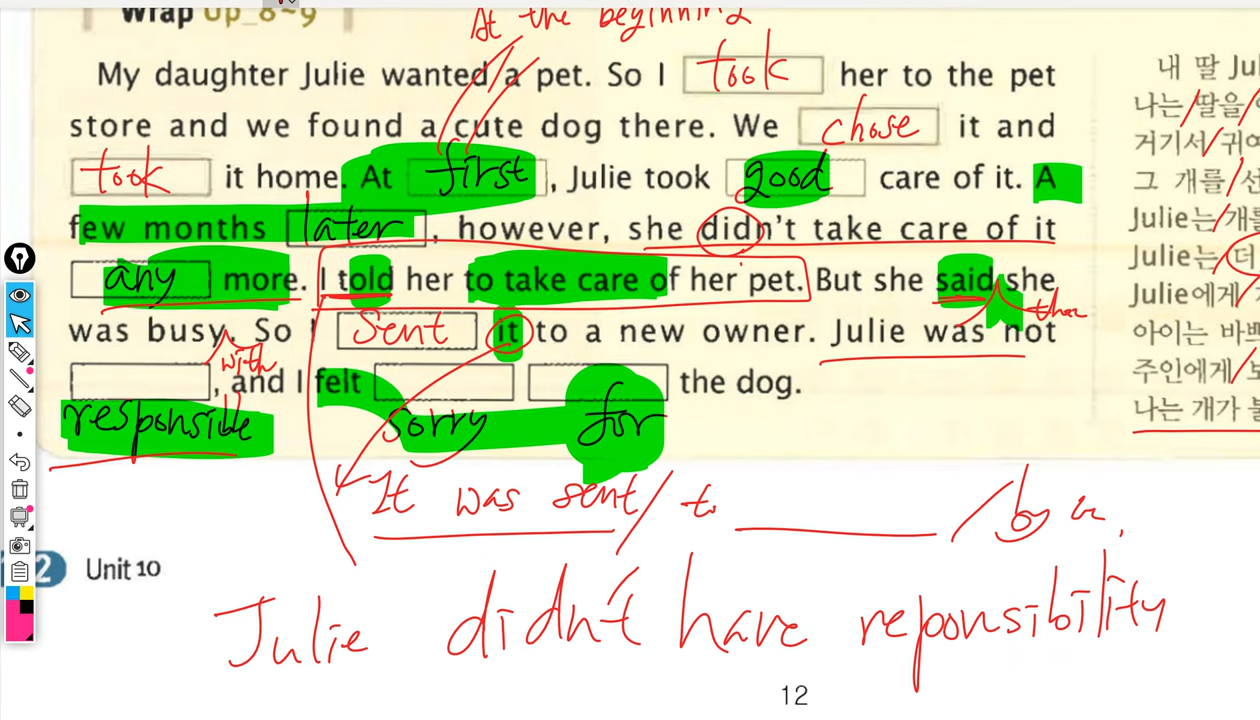 Wrap Up_8~9
At the beginning
My daughter Julie wanted a pet. So I took her to the pet 내 딸 Jul
store and we found a cute dog there. We chose it and 나는/딸을/
took it home. At first, Julie took good care of it. A 거기서/귀여
few months later, however, she didn't take care of it 그 개를/선
any more. I told her to take care of her pet. But she said she Julie는/개를
that Julie는/더
was busy. So I sent it to a new owner. Julie was not Julie에게/
with 아이는 바빠
, and I felt the dog. 주인에게/보
responsible sorry for 나는 개가 불
It was sent / to / by
2 Unit 10
Julie didn't have reponsibility
12